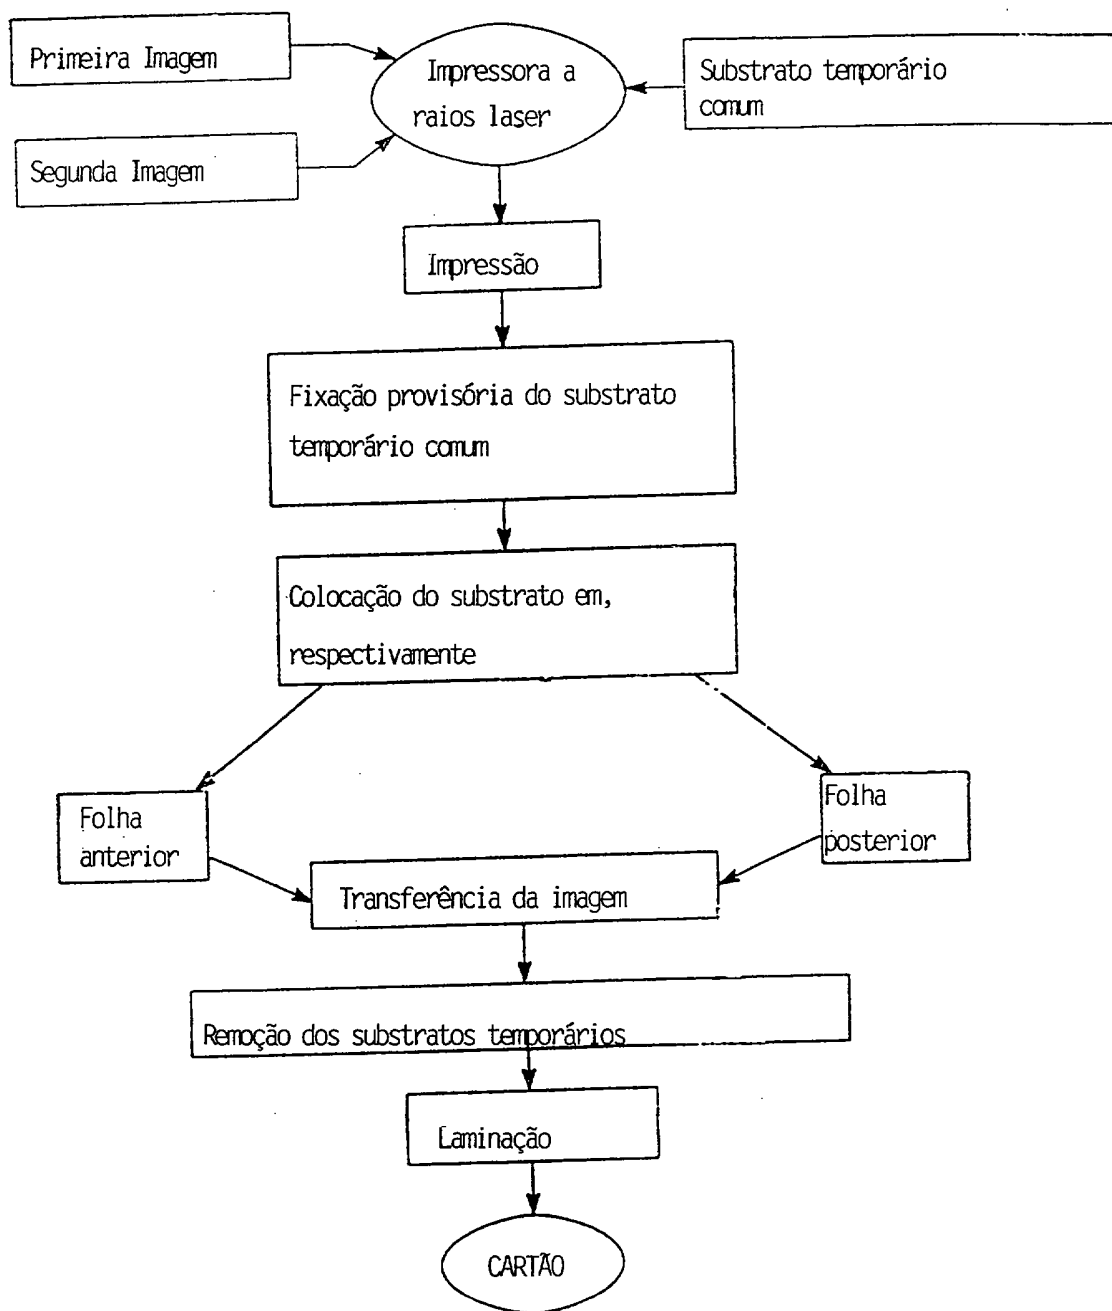 Primeira Imagem
Impressora a
raios laser
Substrato temporário
comum
Segunda Imagem
Impressão
Fixação provisória do substrato
temporário comum
Colocação do substrato em,
respectivamente
Folha
anterior
Folha
posterior
Transferência da imagem
Remoção dos substratos temporários
Laminação
CARTÃO